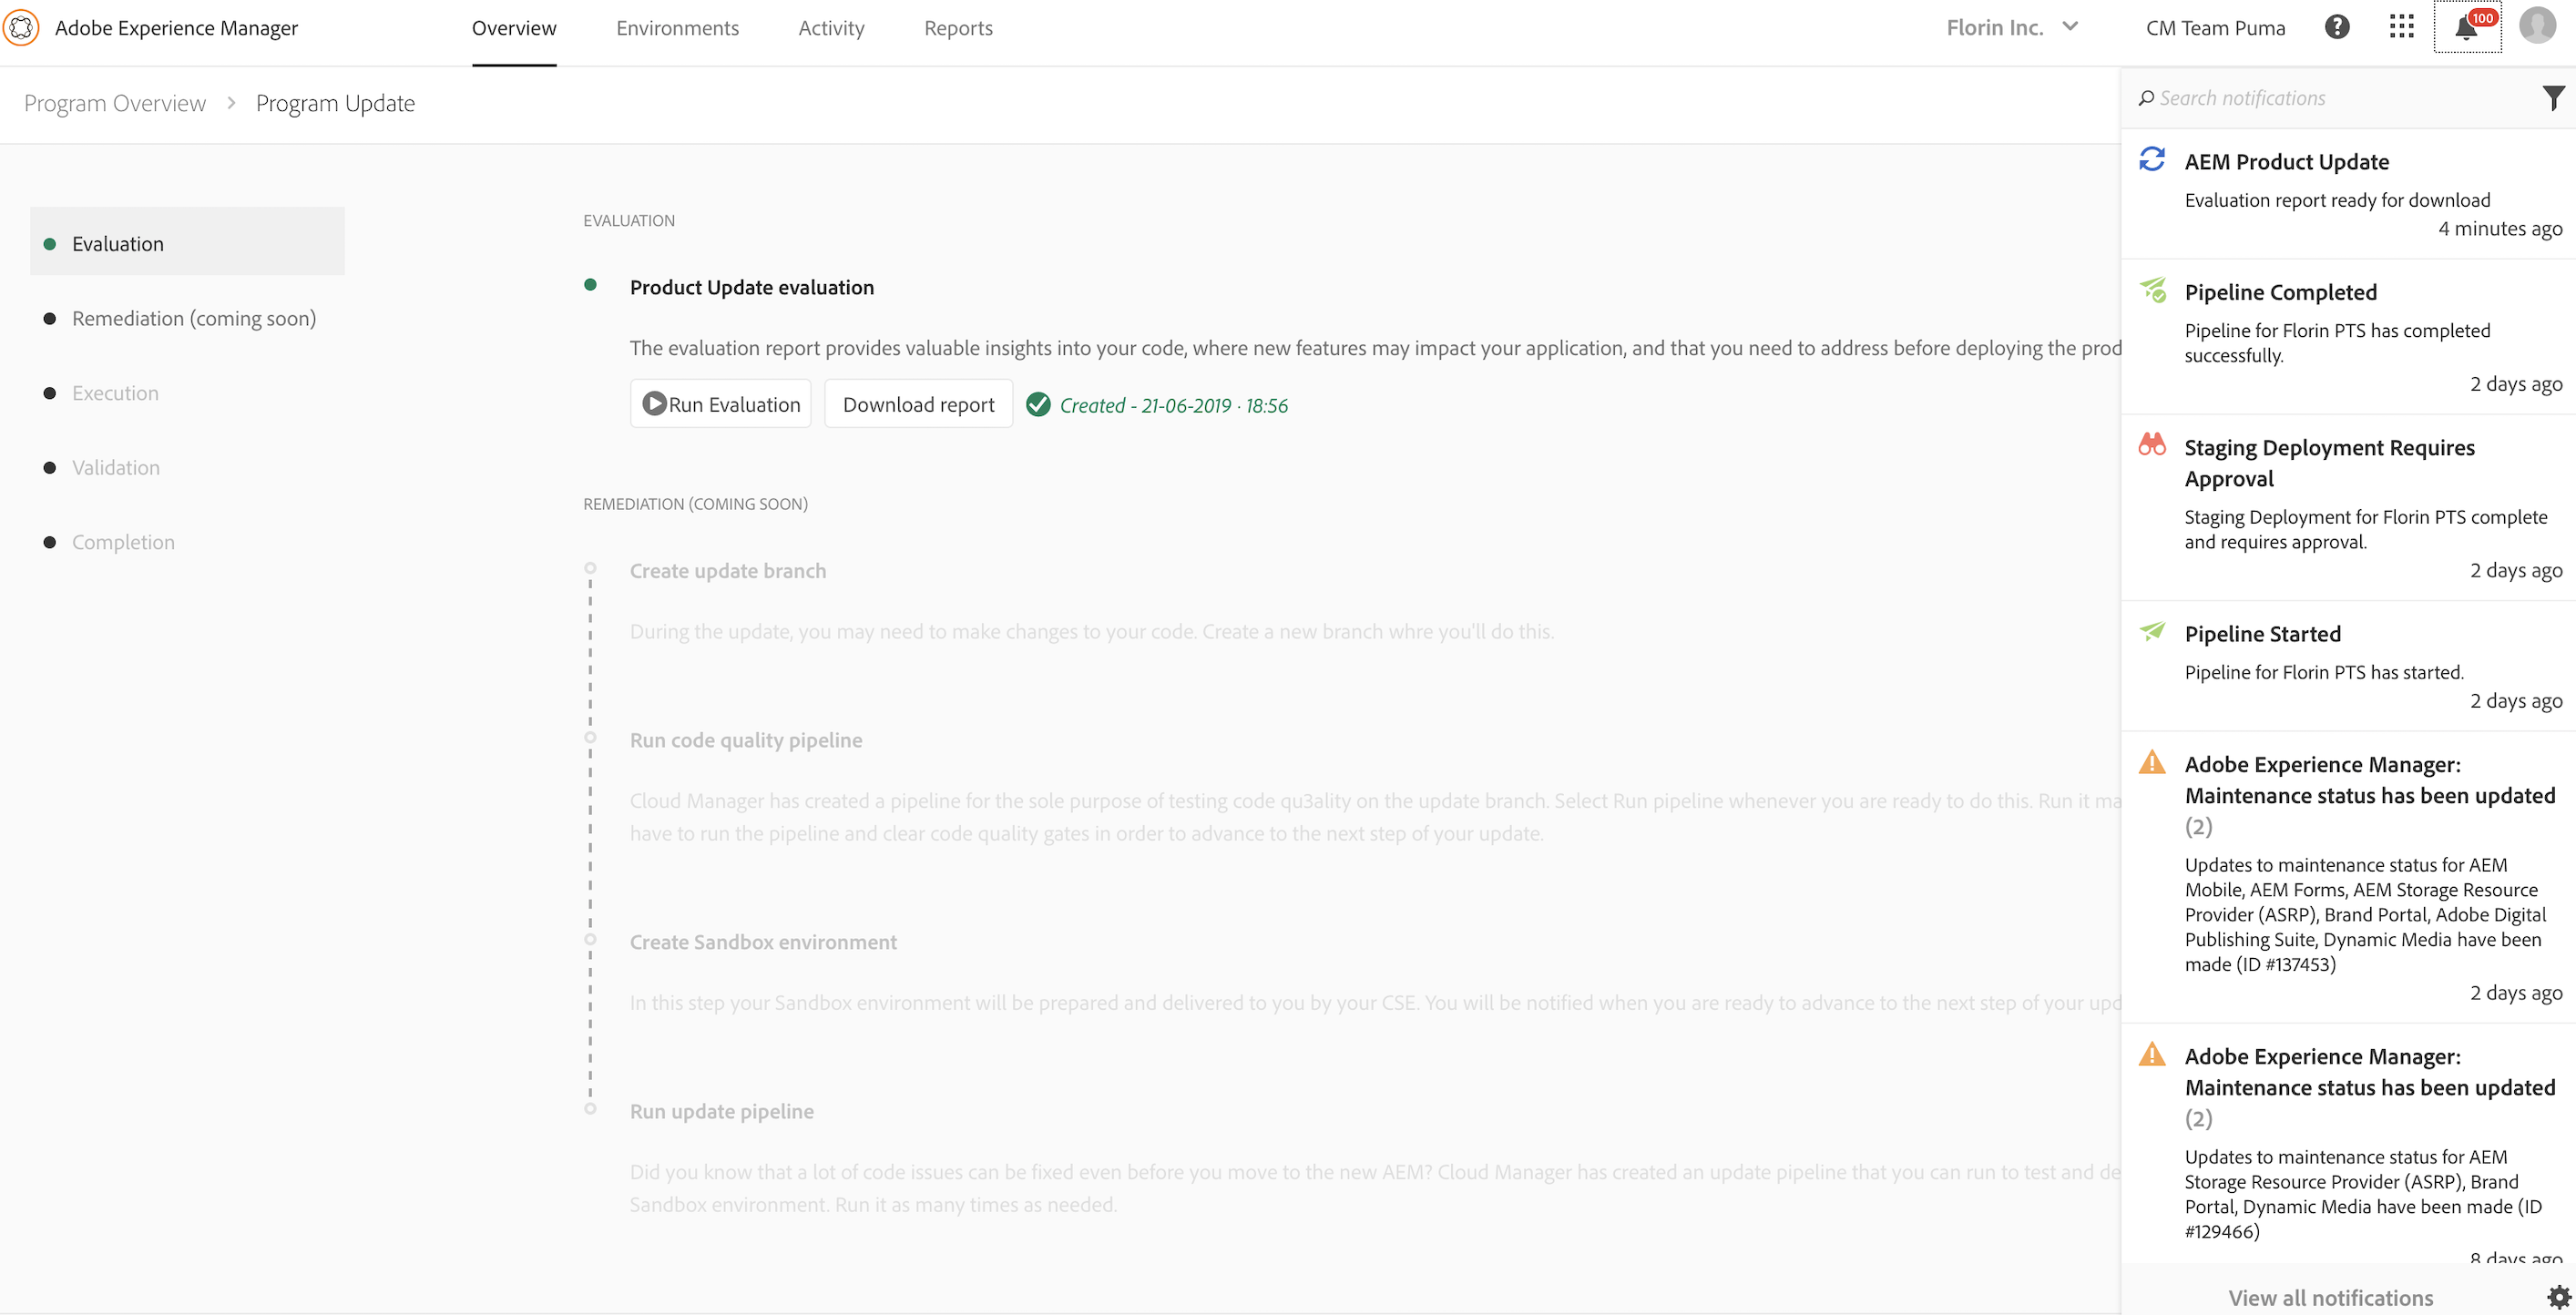 Adobe Experience Manager
Overview
Environments
Activity
Reports
Florin Inc.
CM Team Puma
100
Program Overview
Program Update
Evaluation
Remediation (coming soon)
Execution
Validation
Completion
EVALUATION
Product Update evaluation
The evaluation report provides valuable insights into your code, where new features may impact your application, and that you need to address before deploying the prod
Run Evaluation
Download report
Created - 21-06-2019 · 18:56
REMEDIATION (COMING SOON)
Create update branch
During the update, you may need to make changes to your code. Create a new branch whre you'll do this.
Run code quality pipeline
Cloud Manager has created a pipeline for the sole purpose of testing code qu3ality on the update branch. Select Run pipeline whenever you are ready to do this. Run it ma
have to run the pipeline and clear code quality gates in order to advance to the next step of your update.
Create Sandbox environment
In this step your Sandbox environment will be prepared and delivered to you by your CSE. You will be notified when you are ready to advance to the next step of your upd
Run update pipeline
Did you know that a lot of code issues can be fixed even before you move to the new AEM? Cloud Manager has created an update pipeline that you can run to test and de
Sandbox environment. Run it as many times as needed.
Search notifications
AEM Product Update
Evaluation report ready for download
4 minutes ago
Pipeline Completed
Pipeline for Florin PTS has completed
successfully.
2 days ago
Staging Deployment Requires
Approval
Staging Deployment for Florin PTS complete
and requires approval.
2 days ago
Pipeline Started
Pipeline for Florin PTS has started.
2 days ago
Adobe Experience Manager:
Maintenance status has been updated
(2)
Updates to maintenance status for AEM
Mobile, AEM Forms, AEM Storage Resource
Provider (ASRP), Brand Portal, Adobe Digital
Publishing Suite, Dynamic Media have been
made (ID #137453)
2 days ago
Adobe Experience Manager:
Maintenance status has been updated
(2)
Updates to maintenance status for AEM
Storage Resource Provider (ASRP), Brand
Portal, Dynamic Media have been made (ID
#129466)
8 days ago
View all notifications